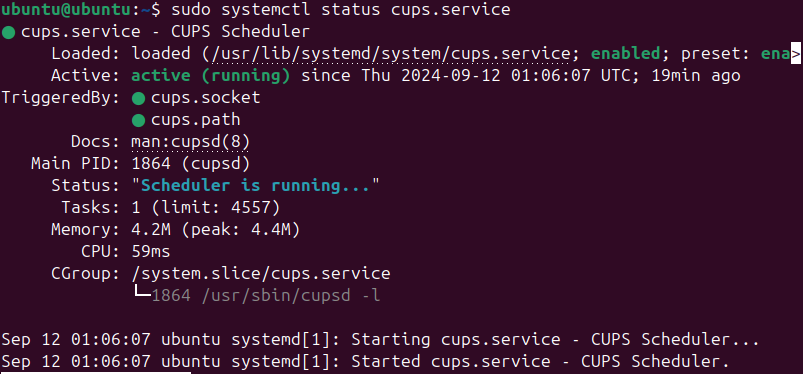 ubuntu@ubuntu:~$ sudo systemctl status cups.service
● cups.service - CUPS Scheduler
     Loaded: loaded (/usr/lib/systemd/system/cups.service; enabled; preset: ena>
     Active: active (running) since Thu 2024-09-12 01:06:07 UTC; 19min ago
TriggeredBy: ● cups.socket
             ● cups.path
       Docs: man:cupsd(8)
   Main PID: 1864 (cupsd)
     Status: "Scheduler is running..."
      Tasks: 1 (limit: 4557)
     Memory: 4.2M (peak: 4.4M)
        CPU: 59ms
     CGroup: /system.slice/cups.service
             └─1864 /usr/sbin/cupsd -l
Sep 12 01:06:07 ubuntu systemd[1]: Starting cups.service - CUPS Scheduler...
Sep 12 01:06:07 ubuntu systemd[1]: Started cups.service - CUPS Scheduler.